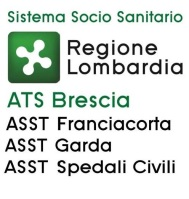 Sistema Socio Sanitario
Regione
Lombardia
ATS Brescia
ASST Franciacorta
ASST Garda
ASST Spedali Civili